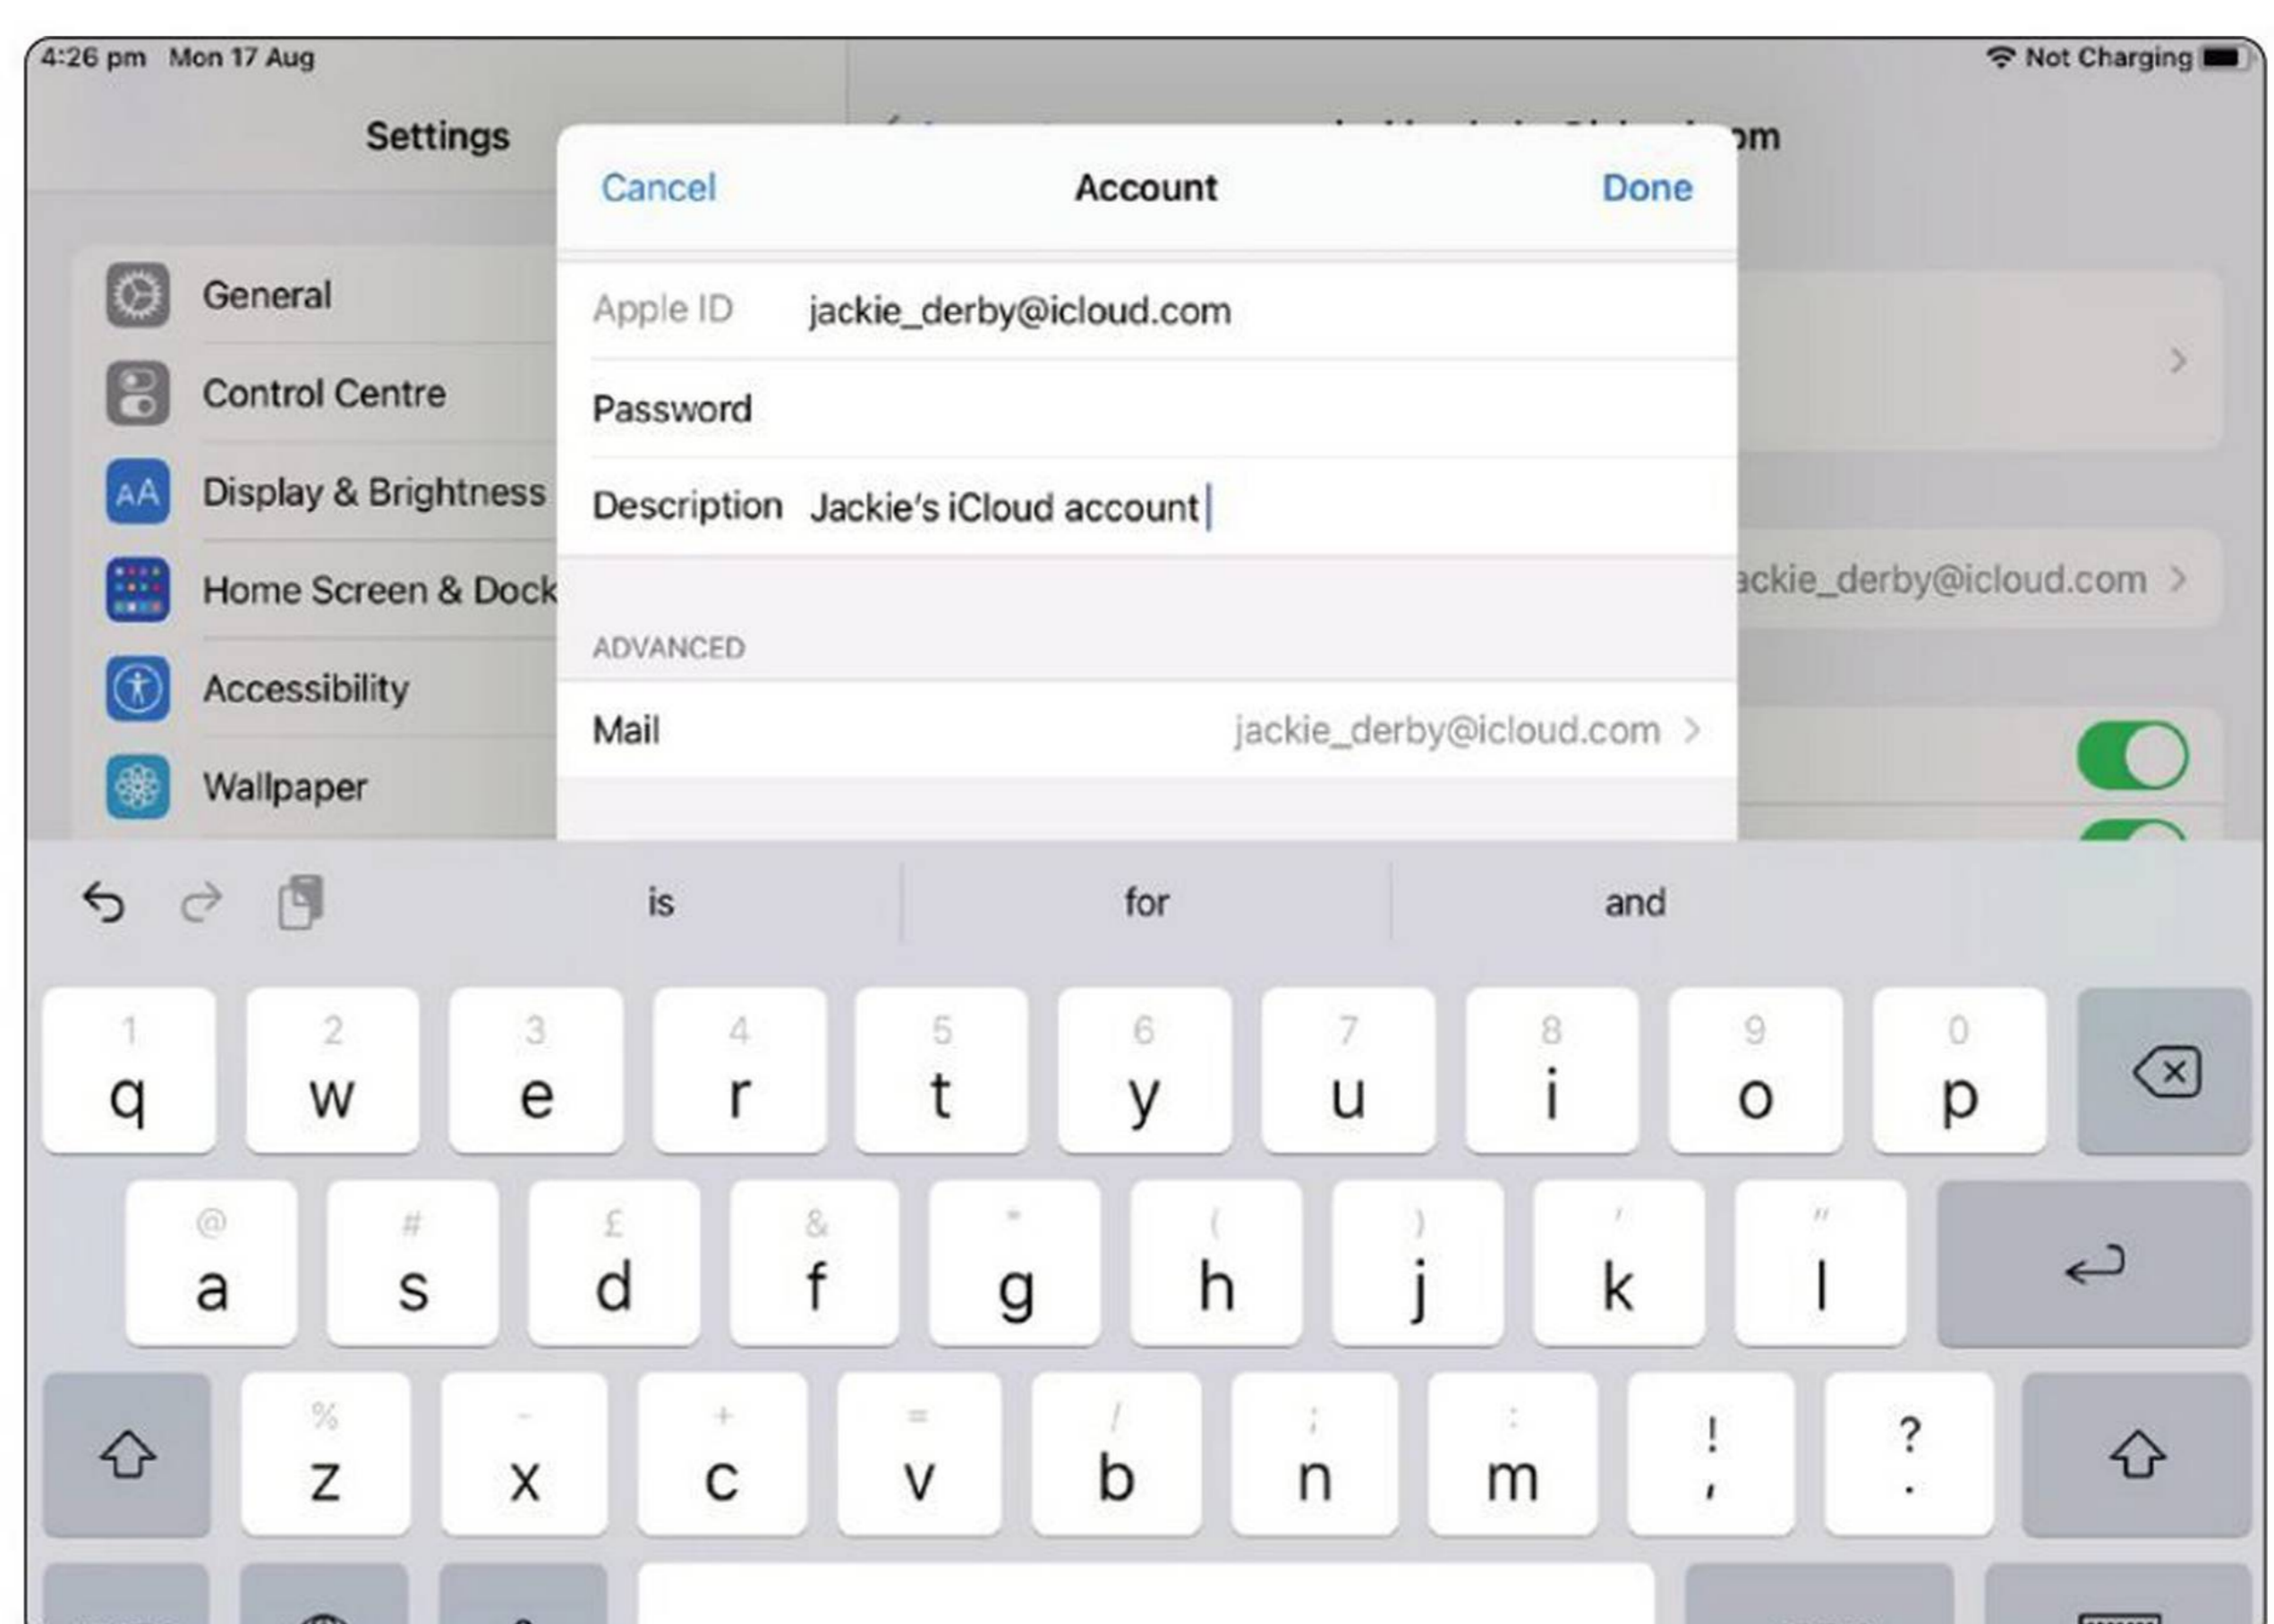 4:26 pm Mon 17 Aug
Not Charging
Settings
om
Cancel
Account
Done
General
Control Centre
Display & Brightness
Home Screen & Dock
Accessibility
Wallpaper
Apple ID jackie_derby@icloud.com
Password
Description Jackie's iCloud account
ackie_derby@icloud.com
ADVANCED
Mail jackie_derby@icloud.com
is for and
1 2 3 4 5 6 7 8 9 0
q w e r t y u i o p
@ # £ & * ( ) ' "
a s d f g h j k l
% - + = / ; : ! ?
z x c v b n m , .